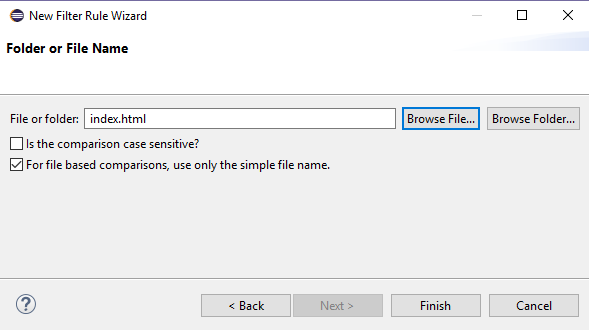 New Filter Rule Wizard
Folder or File Name
File or folder: index.html Browse File... Browse Folder...
Is the comparison case sensitive?
For file based comparisons, use only the simple file name.
? < Back Next > Finish Cancel